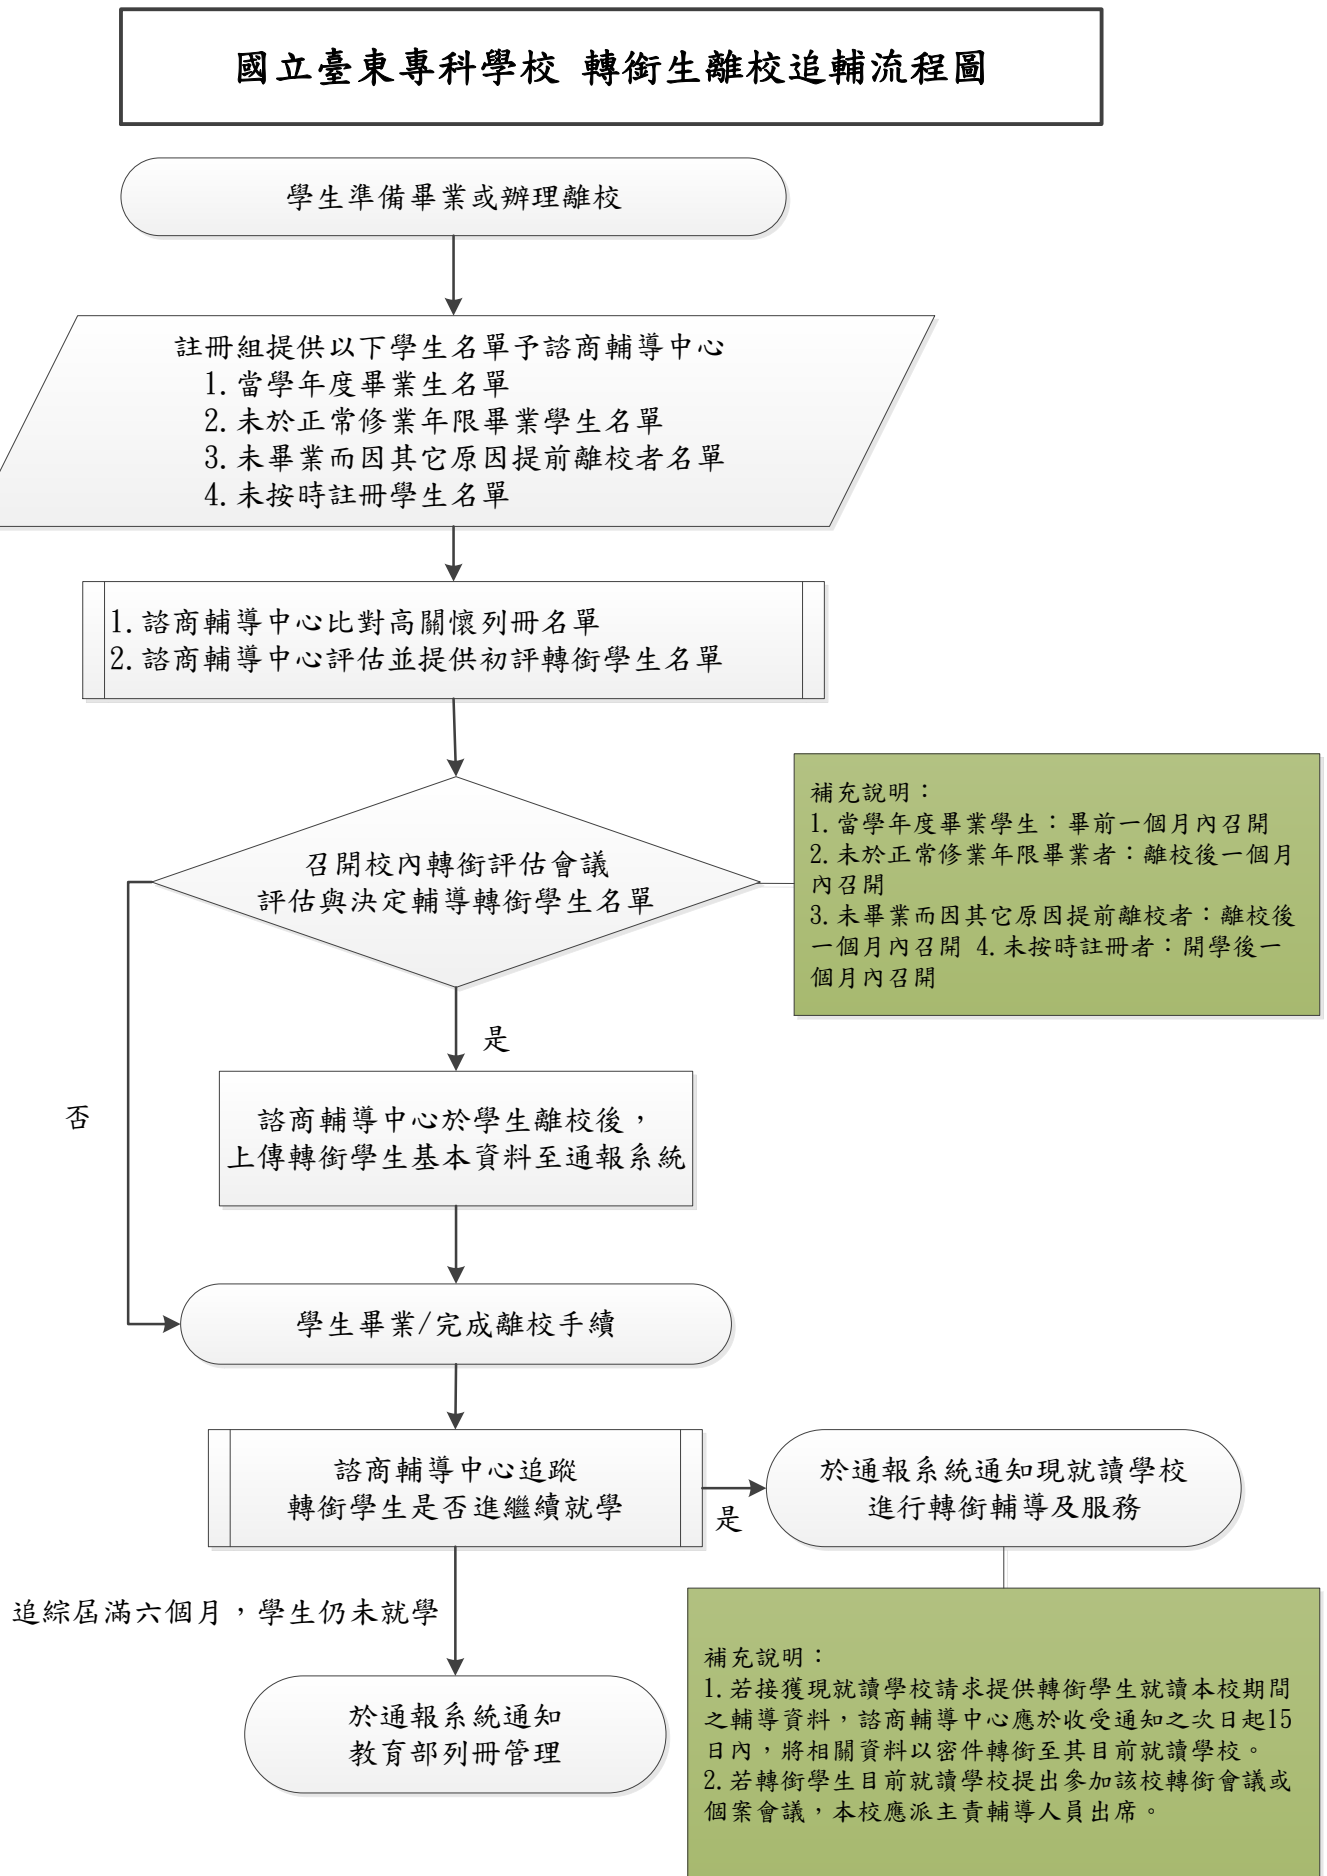 國立臺東專科學校 轉銜生離校追輔流程圖
學生準備畢業或辦理離校
註冊組提供以下學生名單予諮商輔導中心
1.當學年度畢業生名單
2.未於正常修業年限畢業學生名單
3.未畢業而因其它原因提前離校者名單
4.未按時註冊學生名單
1.諮商輔導中心比對高關懷列冊名單
2.諮商輔導中心評估並提供初評轉銜學生名單
召開校內轉銜評估會議
評估與決定輔導轉銜學生名單
補充說明：
1.當學年度畢業學生：畢前一個月內召開
2.未於正常修業年限畢業者：離校後一個月
內召開
3.未畢業而因其它原因提前離校者：離校後
一個月內召開 4.未按時註冊者：開學後一
個月內召開
是
否
諮商輔導中心於學生離校後，
上傳轉銜學生基本資料至通報系統
學生畢業/完成離校手續
諮商輔導中心追蹤
轉銜學生是否進繼續就學
是
於通報系統通知現就讀學校
進行轉銜輔導及服務
追綜屆滿六個月，學生仍未就學
於通報系統通知
教育部列冊管理
補充說明：
1.若接獲現就讀學校請求提供轉銜學生就讀本校期間
之輔導資料，諮商輔導中心應於收受通知之次日起15
日內，將相關資料以密件轉銜至其目前就讀學校。
2.若轉銜學生目前就讀學校提出參加該校轉銜會議或
個案會議，本校應派主責輔導人員出席。